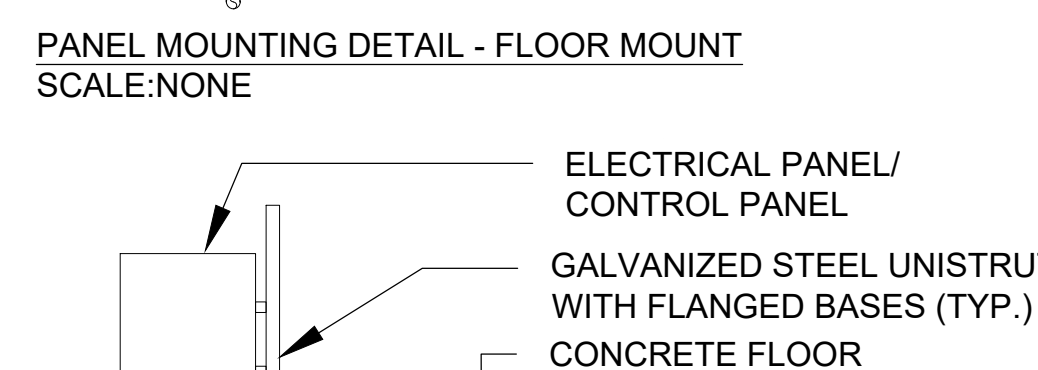 PANEL MOUNTING DETAIL - FLOOR MOUNT
SCALE:NONE
ELECTRICAL PANEL/
CONTROL PANEL
GALVANIZED STEEL UNISTRUT
WITH FLANGED BASES (TYP.)
CONCRETE FLOOR